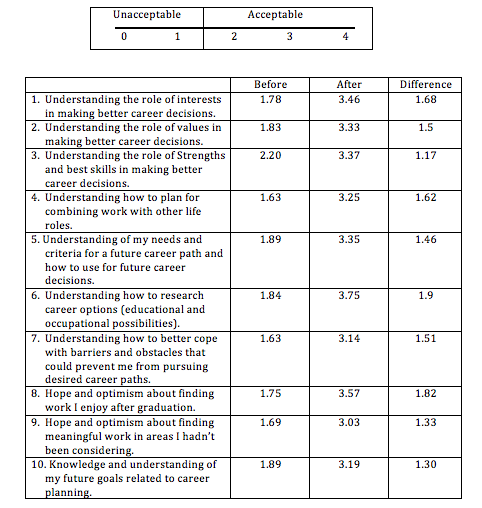 Unacceptable Acceptable
0 1 2 3 4
Before After Difference
1. Understanding the role of interests 1.78 3.46 1.68
in making better career decisions.
2. Understanding the role of values in 1.83 3.33 1.5
making better career decisions.
3. Understanding the role of Strengths 2.20 3.37 1.17
and best skills in making better
career decisions.
4. Understanding how to plan for 1.63 3.25 1.62
combining work with other life
roles.
5. Understanding of my needs and 1.89 3.35 1.46
criteria for a future career path and
how to use for future career
decisions.
6. Understanding how to research 1.84 3.75 1.9
career options (educational and
occupational possibilities).
7. Understanding how to better cope 1.63 3.14 1.51
with barriers and obstacles that
could prevent me from pursuing
desired career paths.
8. Hope and optimism about finding 1.75 3.57 1.82
work I enjoy after graduation.
9. Hope and optimism about finding 1.69 3.03 1.33
meaningful work in areas I hadn't
been considering.
10. Knowledge and understanding of 1.89 3.19 1.30
my future goals related to career
planning.